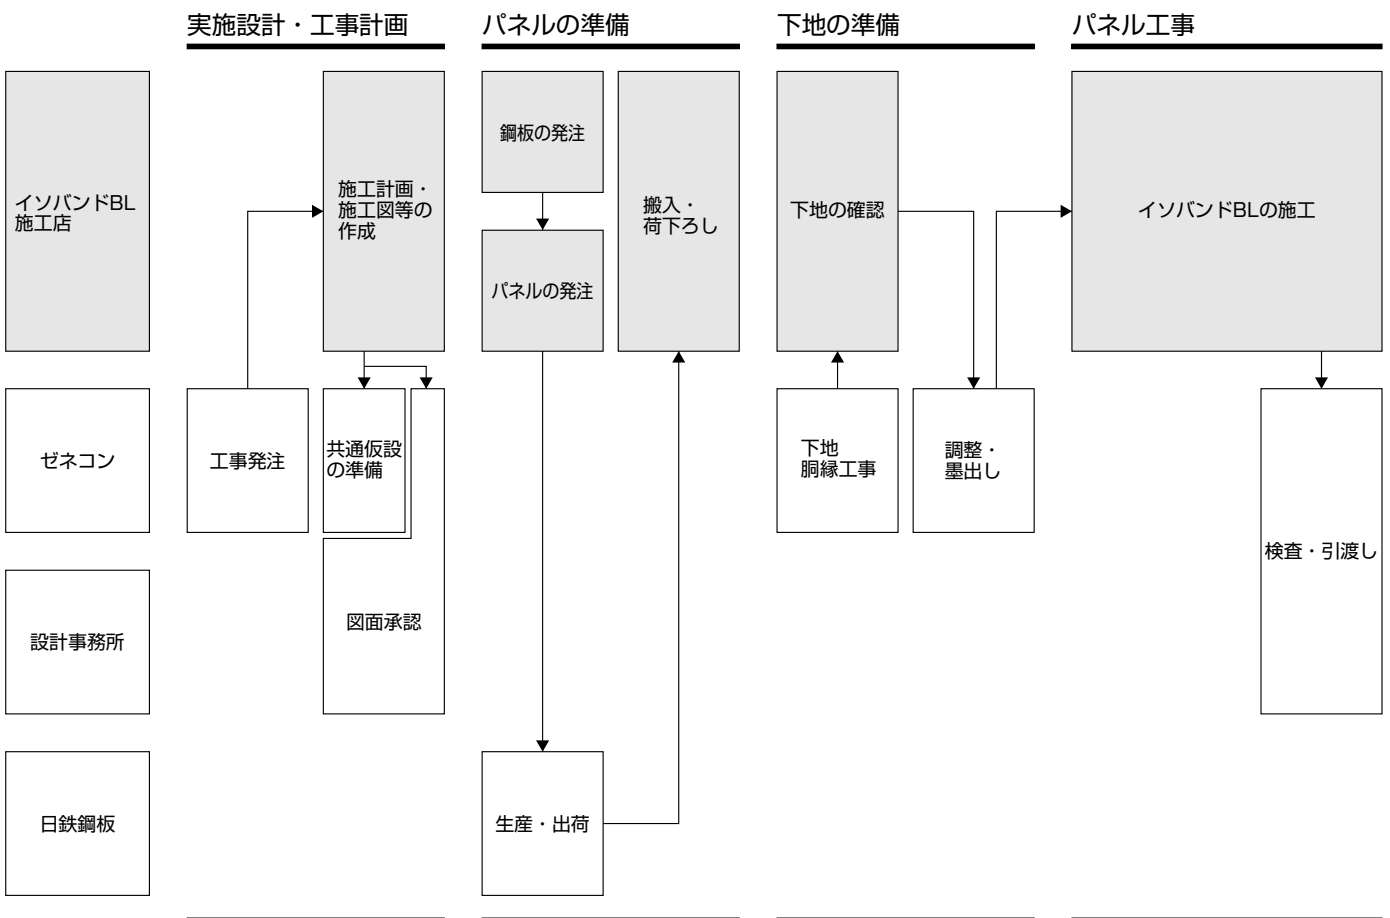 実施設計・工事計画
パネルの準備
下地の準備
パネル工事
イソバンドBL
施工店
施工計画・
施工図等の
作成
鋼板の発注
パネルの発注
搬入・
荷下ろし
下地の確認
イソバンドBLの施工
ゼネコン
工事発注
共通仮設
の準備
下地
胴縁工事
調整・
墨出し
検査・引渡し
設計事務所
図面承認
日鉄鋼板
生産・出荷